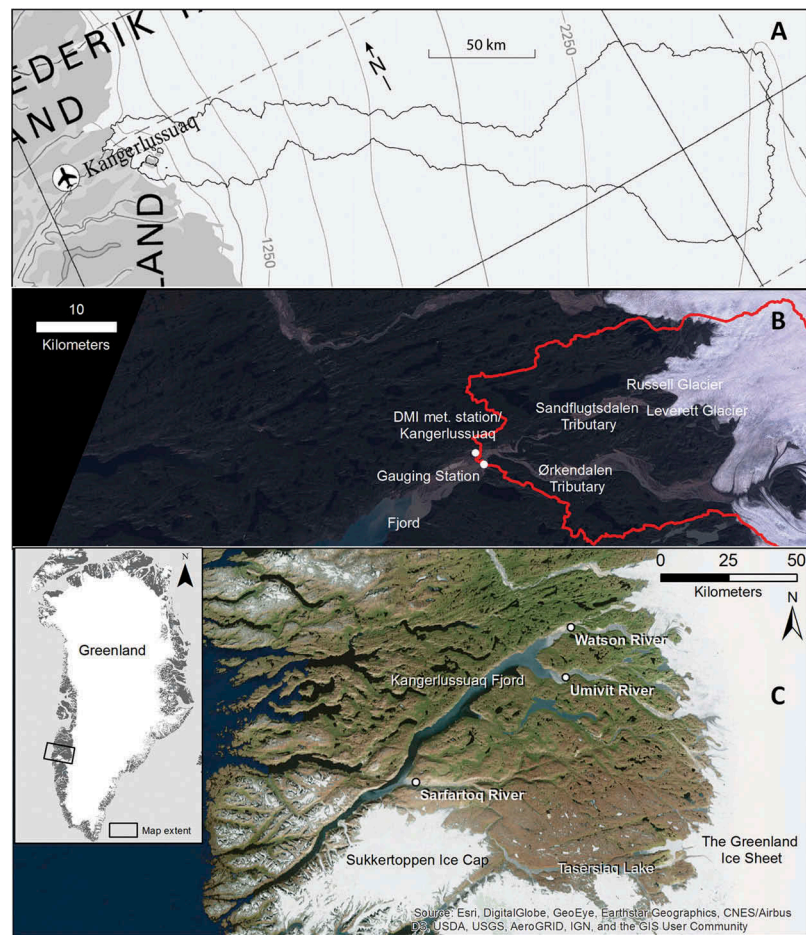 A
EDERIK
LAND
50 km
N
2250
Kangerlussuaq
LAND
1250
B
10
Kilometers
Russell Glacier
Sandflugtsdalen
Tributary
Leverett Glacier
DMI met. station/
Kangerlussuaq
Gauging Station
Ørkendalen
Tributary
Fjord
N
Greenland
Map extent
0 25 50
Kilometers
N
Watson River
Kangerlussuaq Fjord
Umivit River
C
Sarfartoq River
Sukkertoppen Ice Cap
Tasersiaq Lake
The Greenland
Ice Sheet
Source: Esri, DigitalGlobe, GeoEye, Earthstar Geographics, CNES/Airbus
DS, USDA, USGS, AeroGRID, IGN, and the GIS User Community